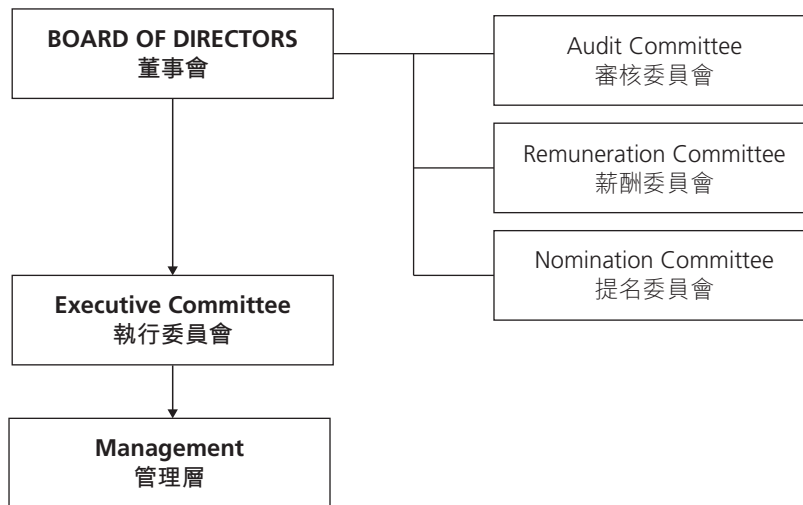 BOARD OF DIRECTORS
董事會
Audit Committee
審核委員會
Remuneration Committee
薪酬委員會
Nomination Committee
提名委員會
Executive Committee
執行委員會
Management
管理層